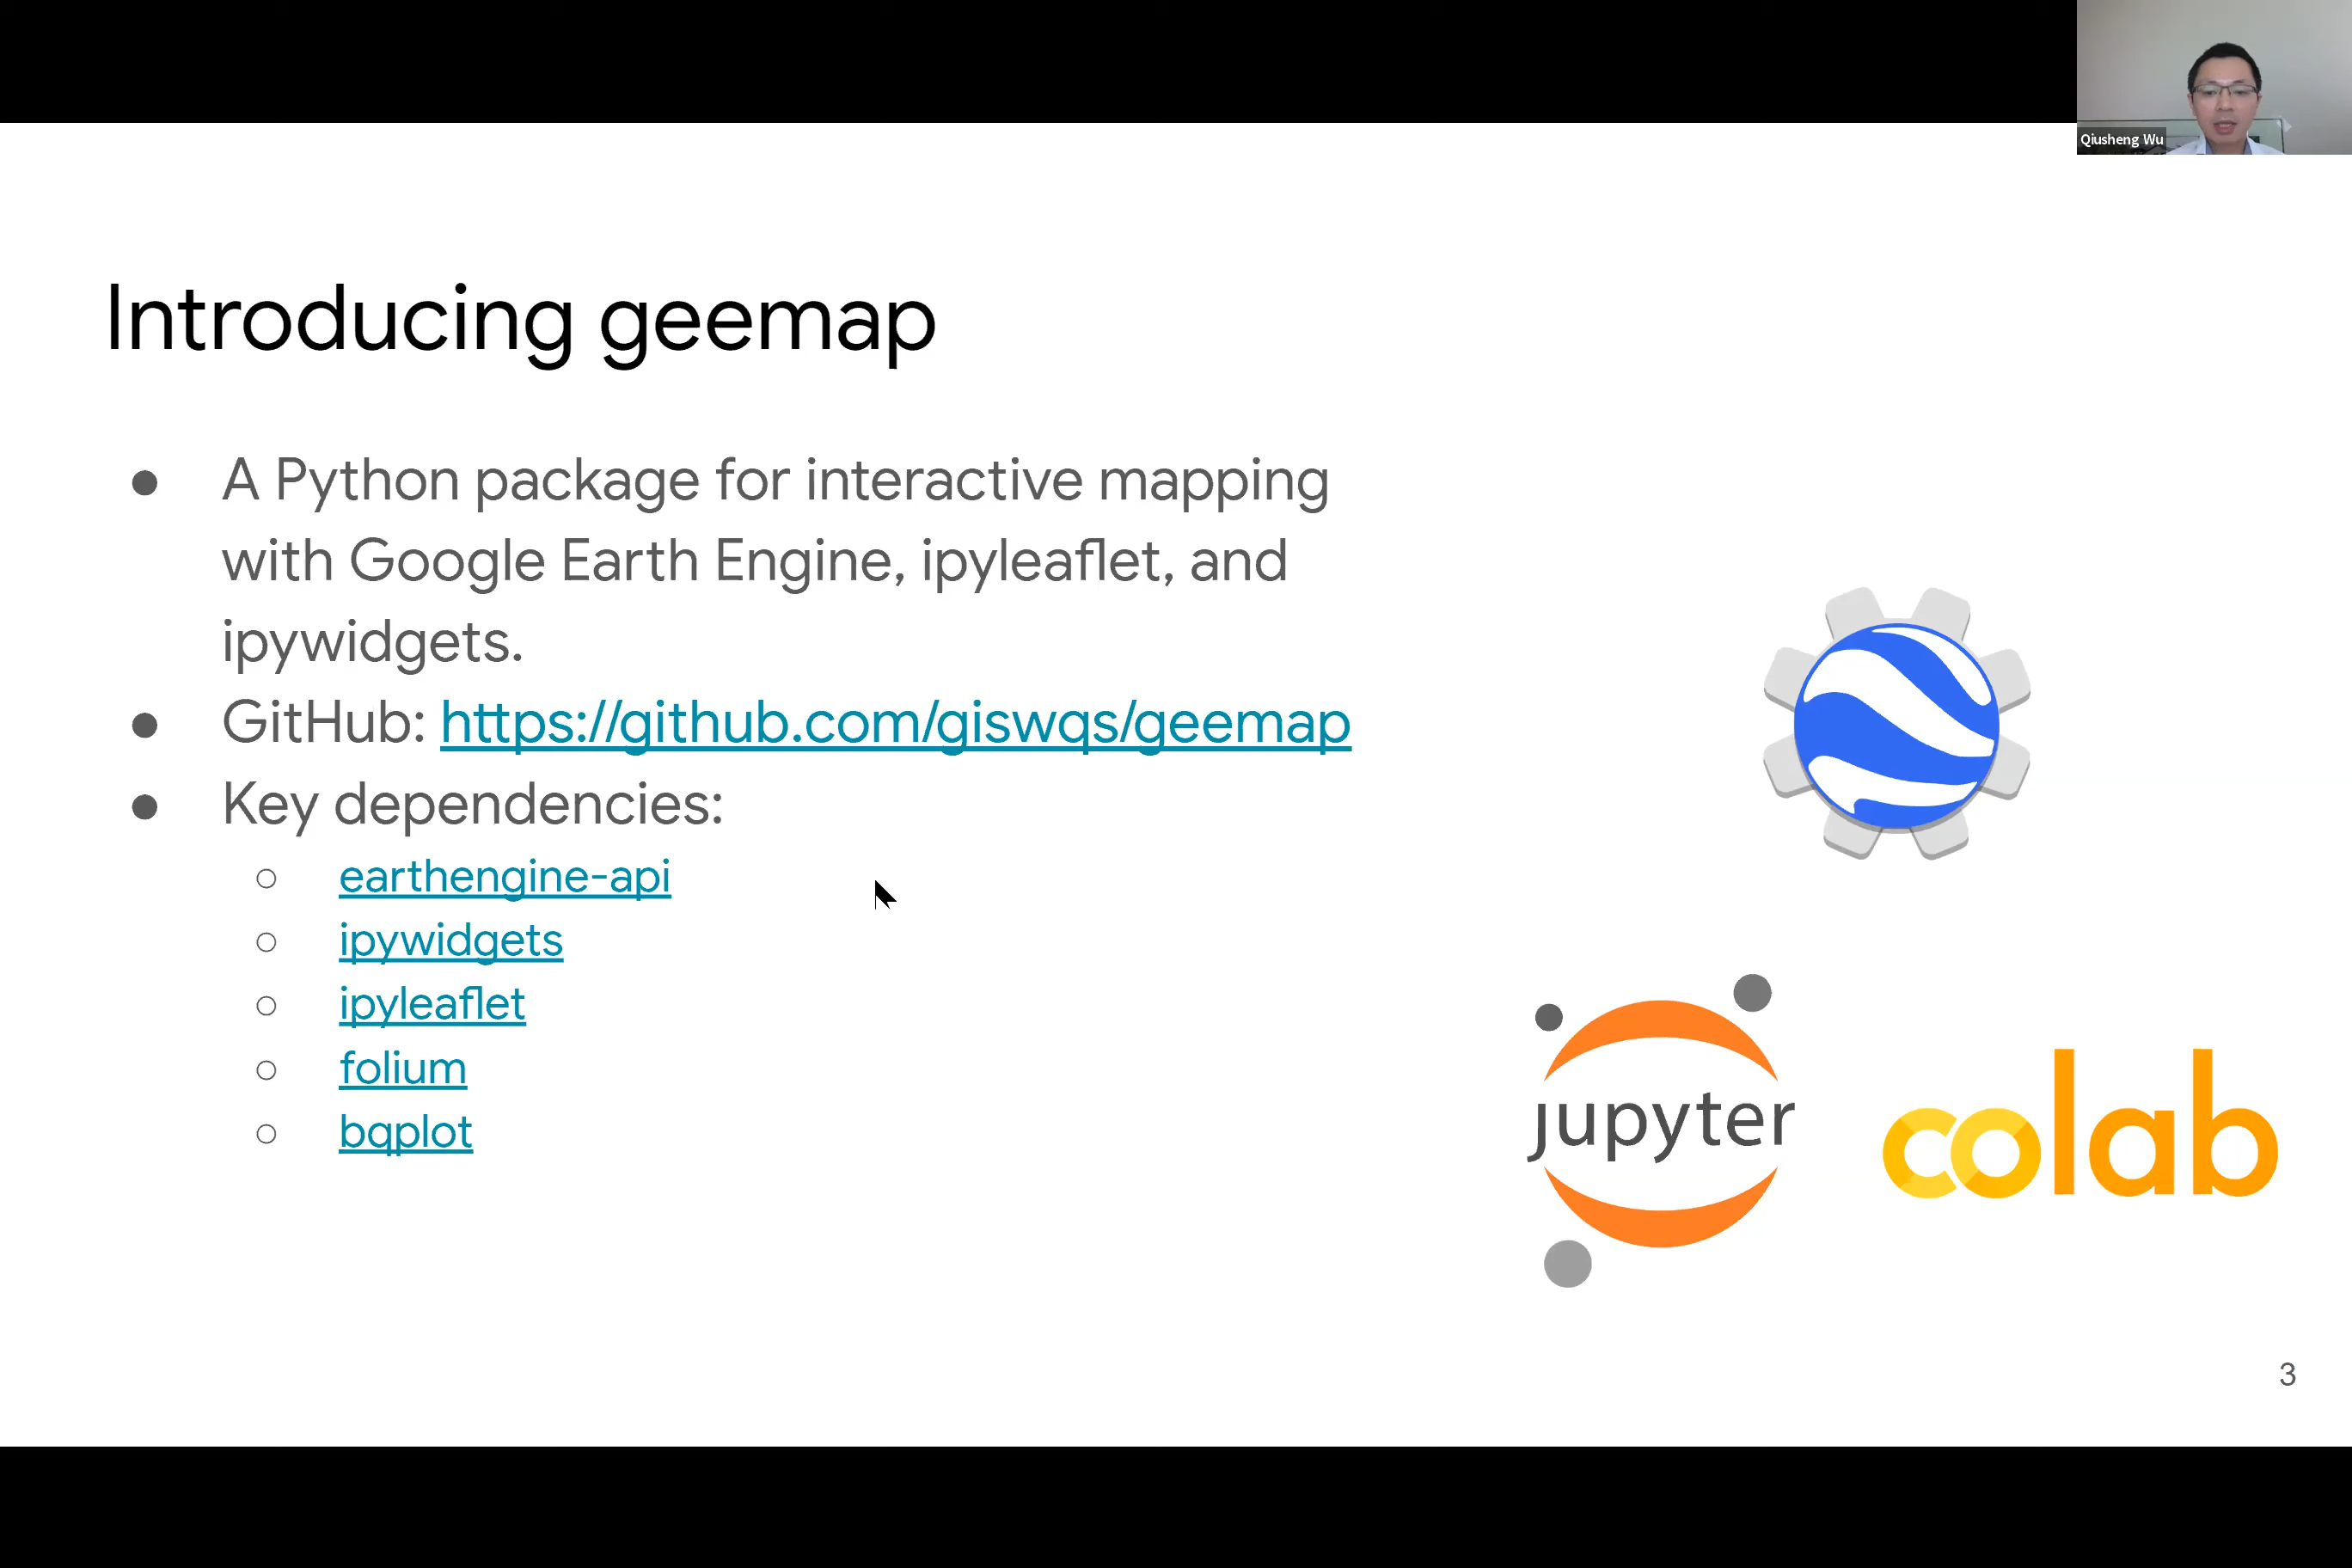 Qiusheng Wu
Introducing geemap
● A Python package for interactive mapping
with Google Earth Engine, ipyleaflet, and
ipywidgets.
● GitHub: https://github.com/giswqs/geemap
● Key dependencies:
○ earthengine-api
○ ipywidgets
○ ipyleaflet
○ folium
○ bqplot
jupyter
colab
3